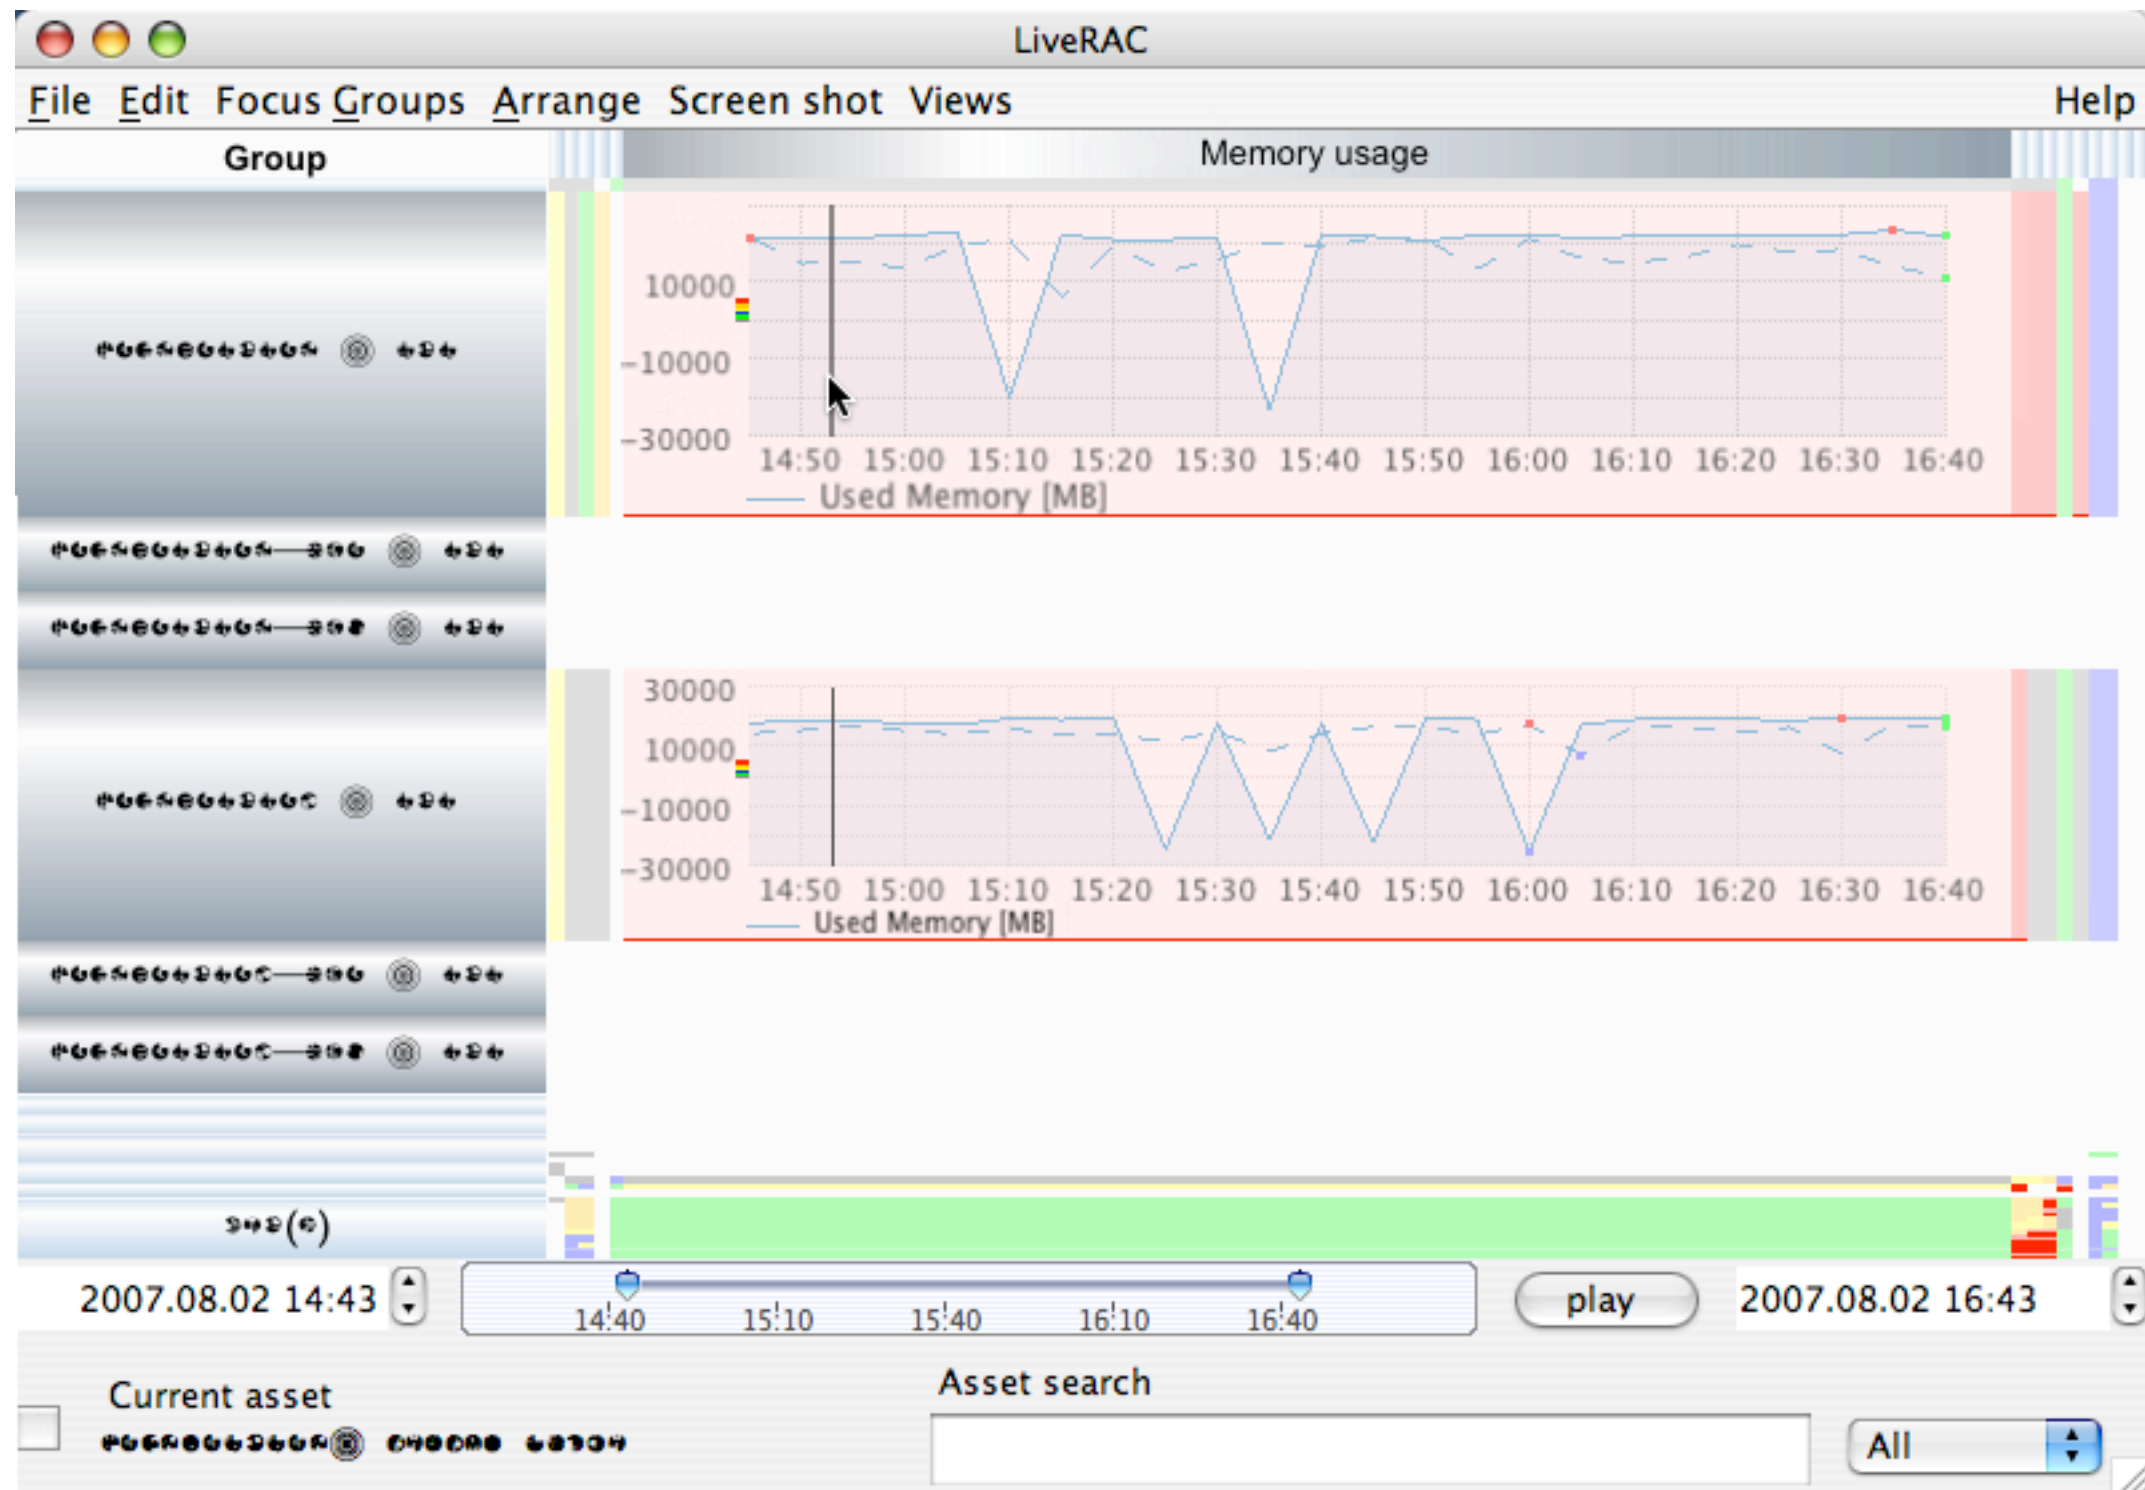 LiveRAC
File Edit Focus Groups Arrange Screen shot Views Help
Group Memory usage
10000
−10000
−30000
14:50 15:00 15:10 15:20 15:30 15:40 15:50 16:00 16:10 16:20 16:30 16:40
Used Memory [MB]
30000
10000
−10000
−30000
14:50 15:00 15:10 15:20 15:30 15:40 15:50 16:00 16:10 16:20 16:30 16:40
Used Memory [MB]
2007.08.02 14:43
14:40 15:10 15:40 16:10 16:40
play
2007.08.02 16:43
Current asset
Asset search
All